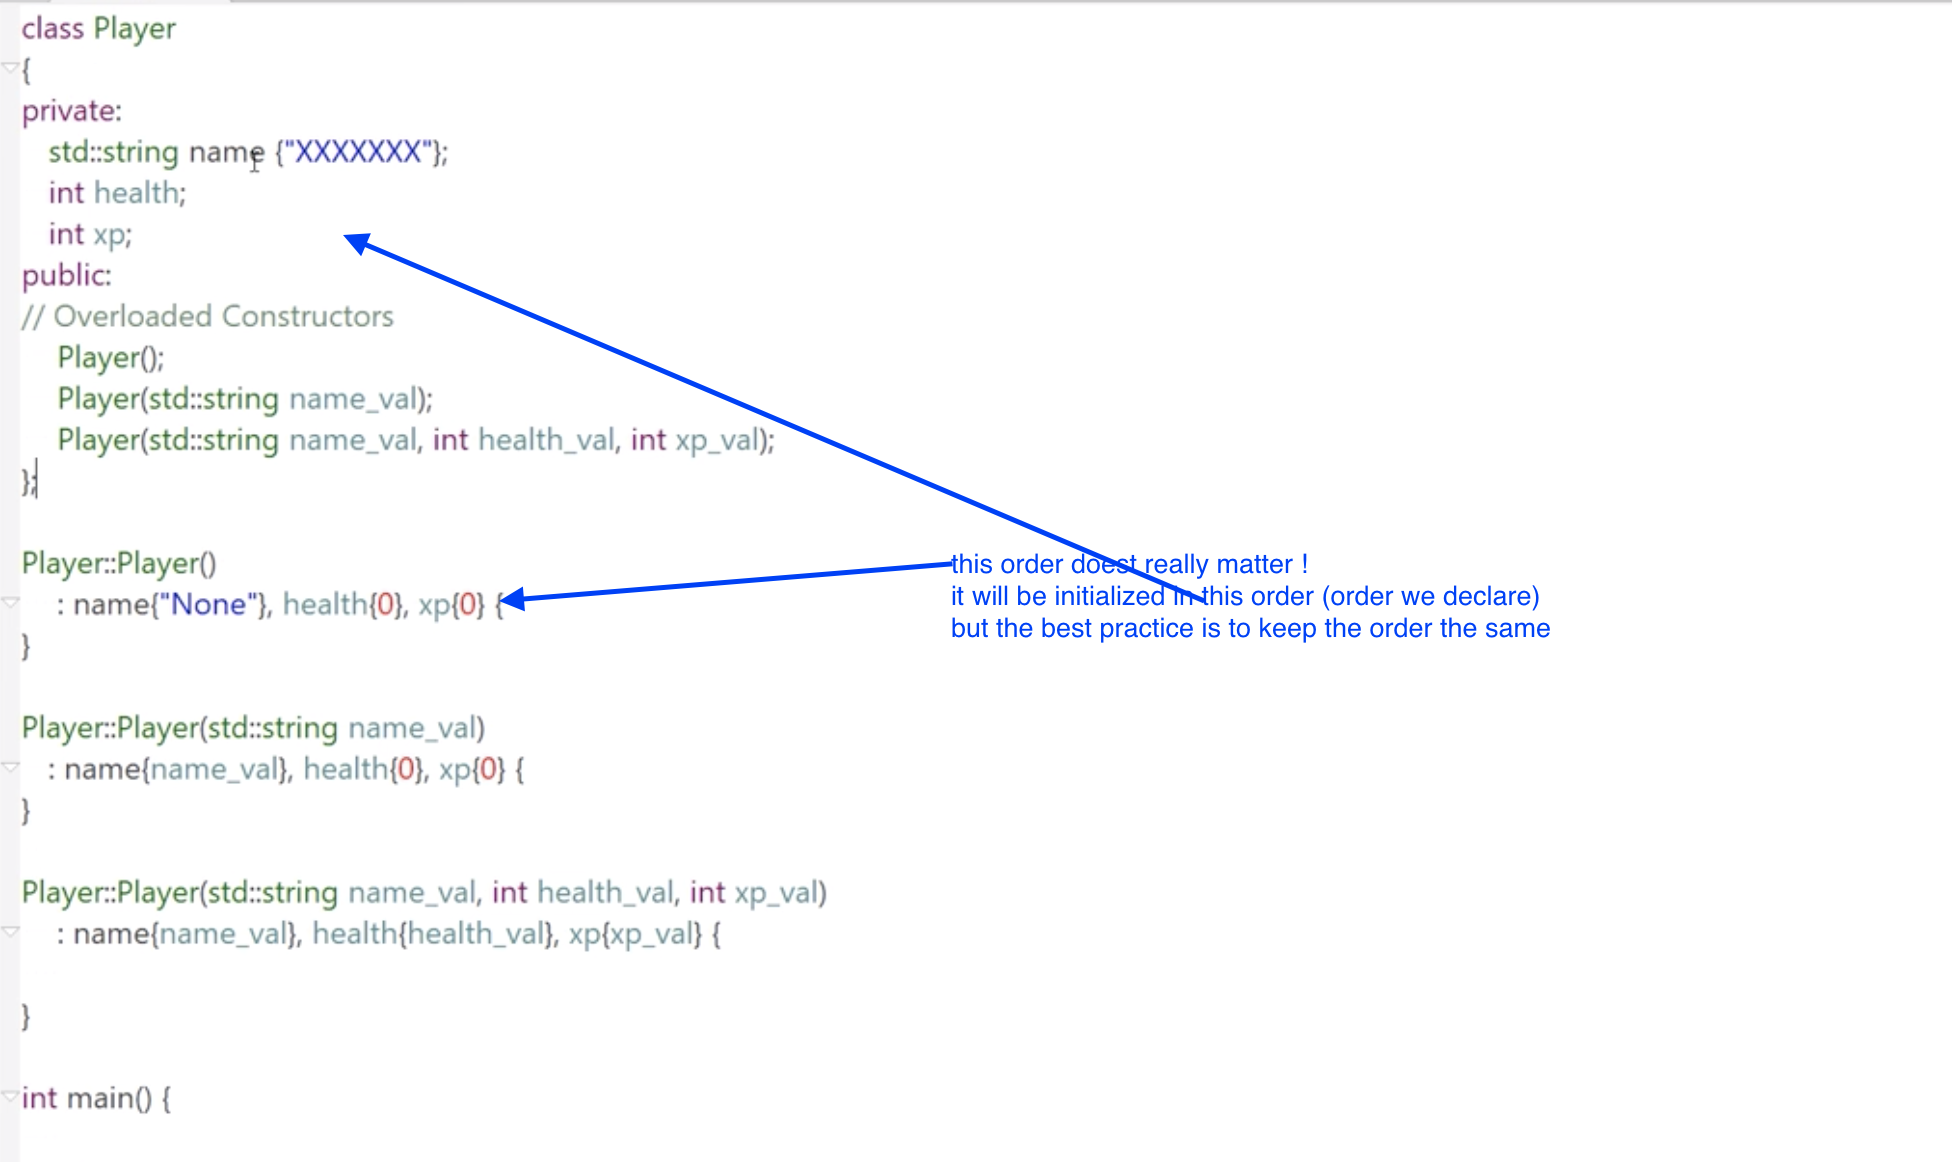 class Player
{
private:
std::string name {"XXXXXXX"};
int health;
int xp;
public:
// Overloaded Constructors
Player();
Player(std::string name_val);
Player(std::string name_val, int health_val, int xp_val);
};
Player::Player()
: name{"None"}, health{0}, xp{0} {
}
this order doest really matter !
it will be initialized in this order (order we declare)
but the best practice is to keep the order the same
Player::Player(std::string name_val)
: name{name_val}, health{0}, xp{0} {
}
Player::Player(std::string name_val, int health_val, int xp_val)
: name{name_val}, health{health_val}, xp{xp_val} {
}
int main() {